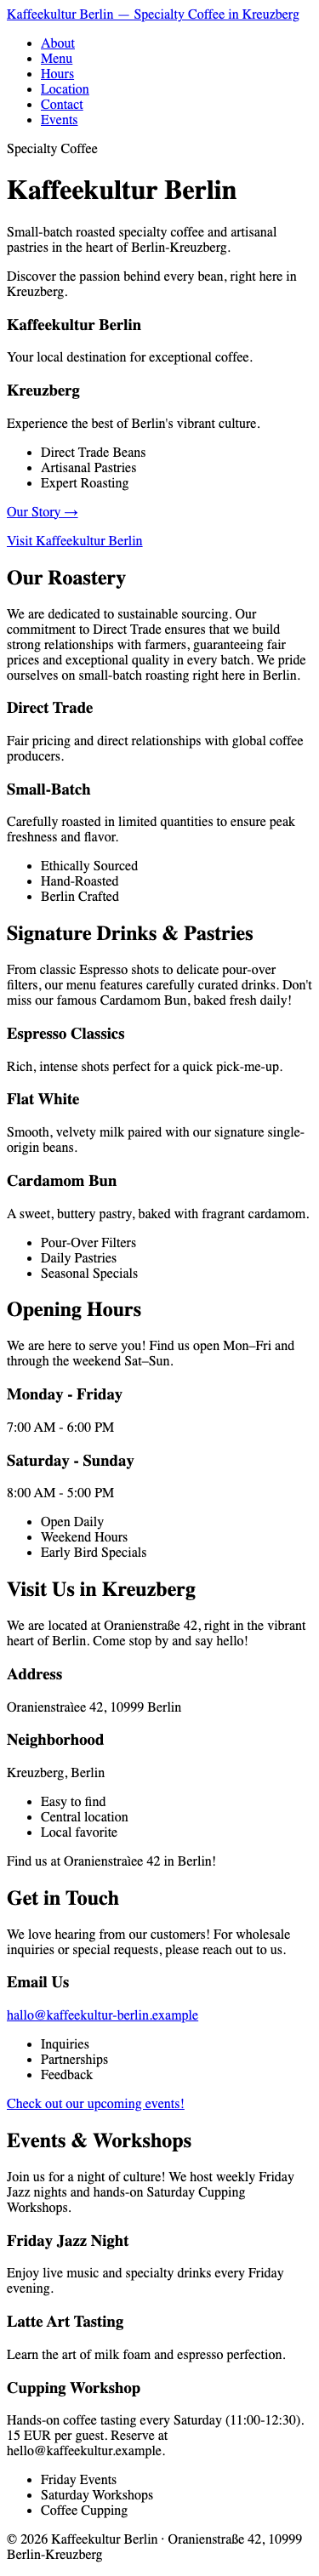 Kaffeekultur Berlin — Specialty Coffee in Kreuzberg
About
Menu
Hours
Location
Contact
Events
Specialty Coffee
Kaffeekultur Berlin
Small-batch roasted specialty coffee and artisanal
pastries in the heart of Berlin-Kreuzberg.
Discover the passion behind every bean, right here in
Kreuzberg.
Kaffeekultur Berlin
Your local destination for exceptional coffee.
Kreuzberg
Experience the best of Berlin's vibrant culture.
Direct Trade Beans
Artisanal Pastries
Expert Roasting
Our Story →
Visit Kaffeekultur Berlin
Our Roastery
We are dedicated to sustainable sourcing. Our
commitment to Direct Trade ensures that we build
strong relationships with farmers, guaranteeing fair
prices and exceptional quality in every batch. We pride
ourselves on small-batch roasting right here in Berlin.
Direct Trade
Fair pricing and direct relationships with global coffee
producers.
Small-Batch
Carefully roasted in limited quantities to ensure peak
freshness and flavor.
Ethically Sourced
Hand-Roasted
Berlin Crafted
Signature Drinks & Pastries
From classic Espresso shots to delicate pour-over
filters, our menu features carefully curated drinks. Don't
miss our famous Cardamom Bun, baked fresh daily!
Espresso Classics
Rich, intense shots perfect for a quick pick-me-up.
Flat White
Smooth, velvety milk paired with our signature single-
origin beans.
Cardamom Bun
A sweet, buttery pastry, baked with fragrant cardamom.
Pour-Over Filters
Daily Pastries
Seasonal Specials
Opening Hours
We are here to serve you! Find us open Mon–Fri and
through the weekend Sat–Sun.
Monday - Friday
7:00 AM - 6:00 PM
Saturday - Sunday
8:00 AM - 5:00 PM
Open Daily
Weekend Hours
Early Bird Specials
Visit Us in Kreuzberg
We are located at Oranienstraße 42, right in the vibrant
heart of Berlin. Come stop by and say hello!
Address
Oranienstraìee 42, 10999 Berlin
Neighborhood
Kreuzberg, Berlin
Easy to find
Central location
Local favorite
Find us at Oranienstraìee 42 in Berlin!
Get in Touch
We love hearing from our customers! For wholesale
inquiries or special requests, please reach out to us.
Email Us
hallo@kaffeekultur-berlin.example
Inquiries
Partnerships
Feedback
Check out our upcoming events!
Events & Workshops
Join us for a night of culture! We host weekly Friday
Jazz nights and hands-on Saturday Cupping
Workshops.
Friday Jazz Night
Enjoy live music and specialty drinks every Friday
evening.
Latte Art Tasting
Learn the art of milk foam and espresso perfection.
Cupping Workshop
Hands-on coffee tasting every Saturday (11:00-12:30).
15 EUR per guest. Reserve at
hello@kaffeekultur.example.
Friday Events
Saturday Workshops
Coffee Cupping
© 2026 Kaffeekultur Berlin · Oranienstraße 42, 10999
Berlin-Kreuzberg